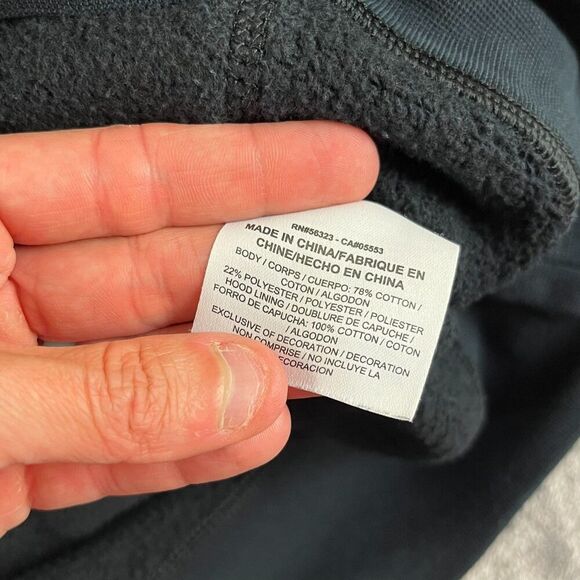 RN#56323 - CA#05553
MADE IN CHINA/FABRIQUE EN
CHINE/HECHO EN CHINA
BODY / CORPS / CUERPO: 78% COTTON /
COTON / ALGODON
22% POLYESTER / POLYESTER / POLIESTER
HOOD LINING / DOUBLURE DE CAPUCHE /
FORRO DE CAPUCHA: 100% COTTON / COTON
/ ALGODON
EXCLUSIVE OF DECORATION / DECORATION
NON COMPRISE / NO INCLUYE LA
DECORACION